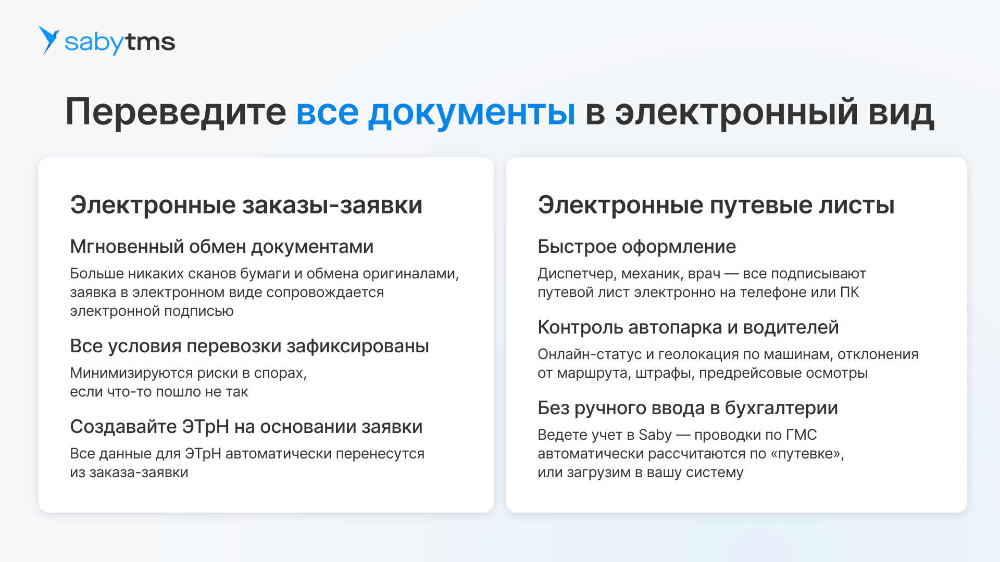 sabytms
Переведите все документы в электронный вид
Электронные заказы-заявки
Мгновенный обмен документами
Больше никаких сканов бумаги и обмена оригиналами,
заявка в электронном виде сопровождается
электронной подписью
Все условия перевозки зафиксированы
Минимизируются риски в спорах,
если что-то пошло не так
Создавайте ЭТрН на основании заявки
Все данные для ЭТрН автоматически перенесутся
из заказа-заявки
Электронные путевые листы
Быстрое оформление
Диспетчер, механик, врач — все подписывают
путевой лист электронно на телефоне или ПК
Контроль автопарка и водителей
Онлайн-статус и геолокация по машинам, отклонения
от маршрута, штрафы, предрейсовые осмотры
Без ручного ввода в бухгалтерии
Ведете учет в Saby — проводки по ГМС
автоматически рассчитаются по «путевке»,
или загрузим в вашу систему